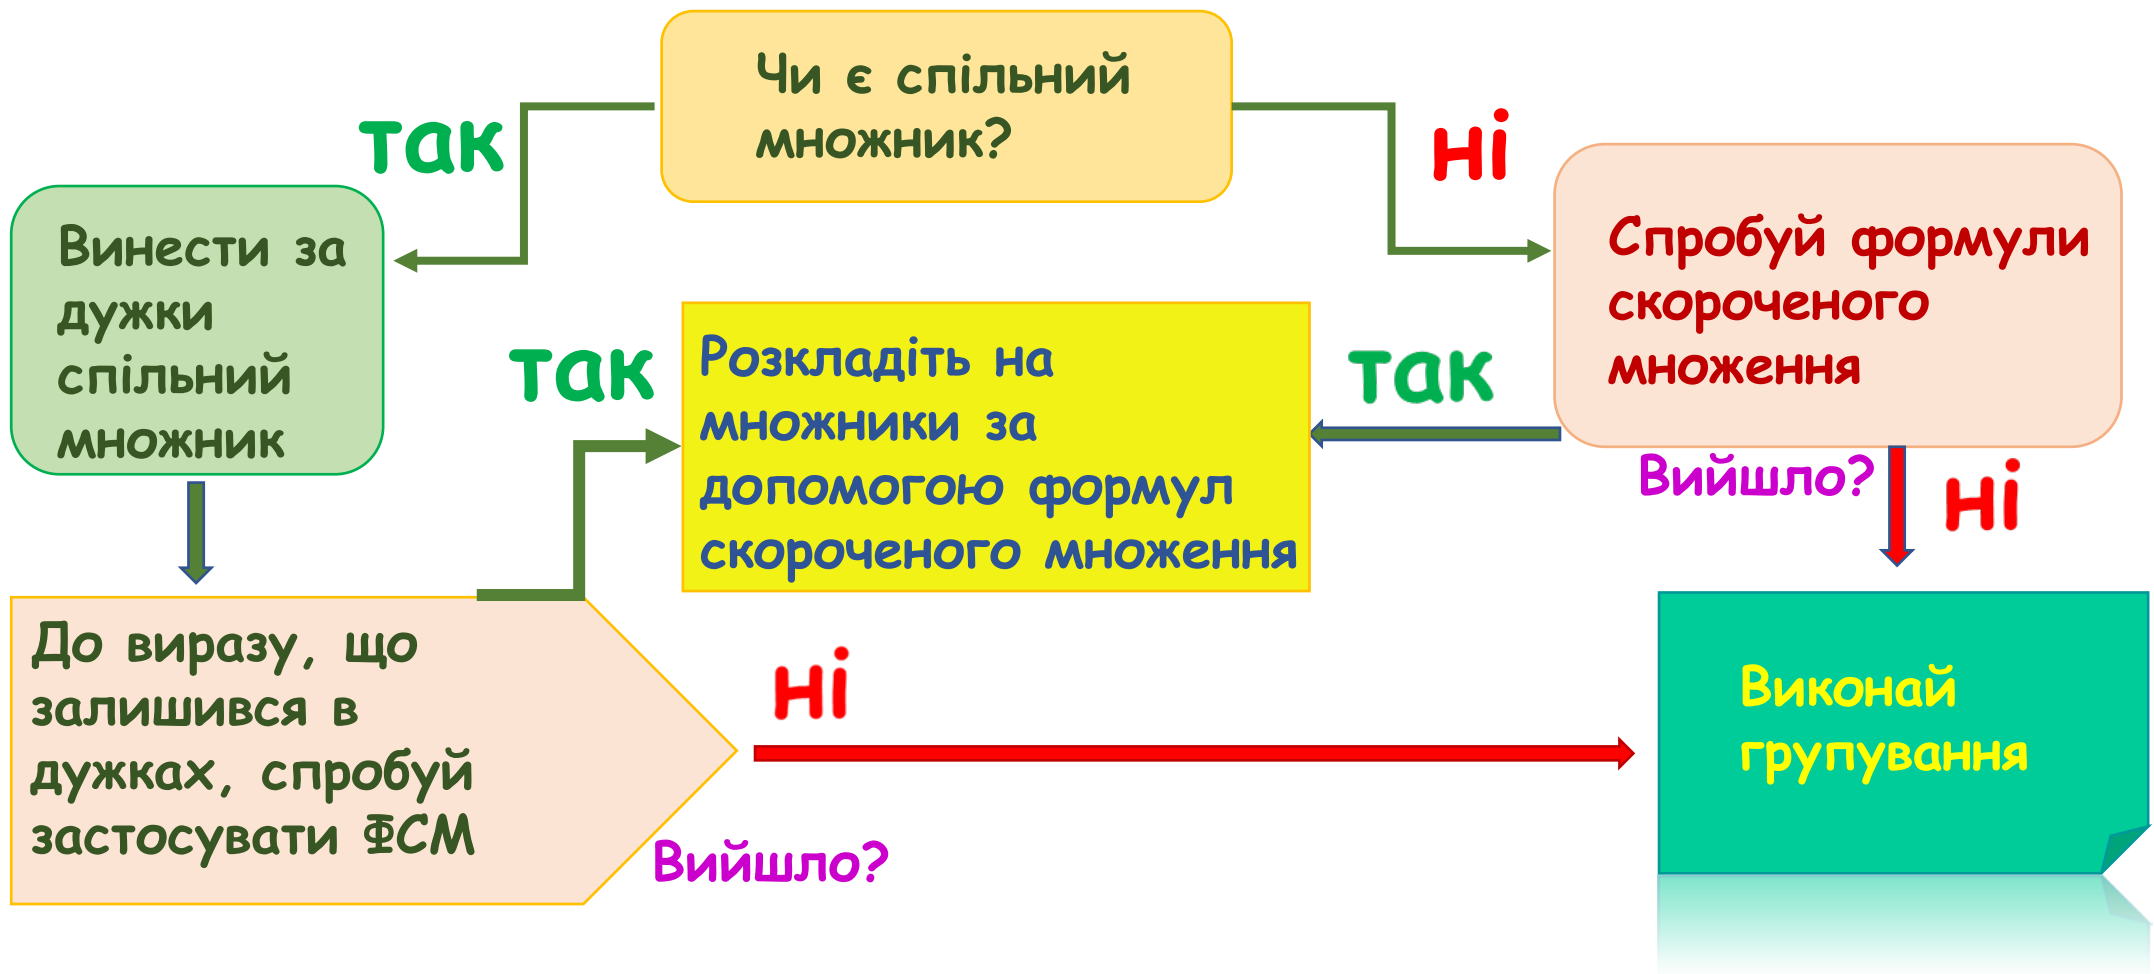 Чи є спільний
множник?
так
ні
Винести за
дужки
спільний
множник
Спробуй формули
скороченого
множення
так
Розкладіть на
множники за
допомогою формул
скороченого множення
так
Вийшло?
ні
До виразу, що
залишився в
дужках, спробуй
застосувати ФСМ
ні
Вийшло?
Виконай
групування